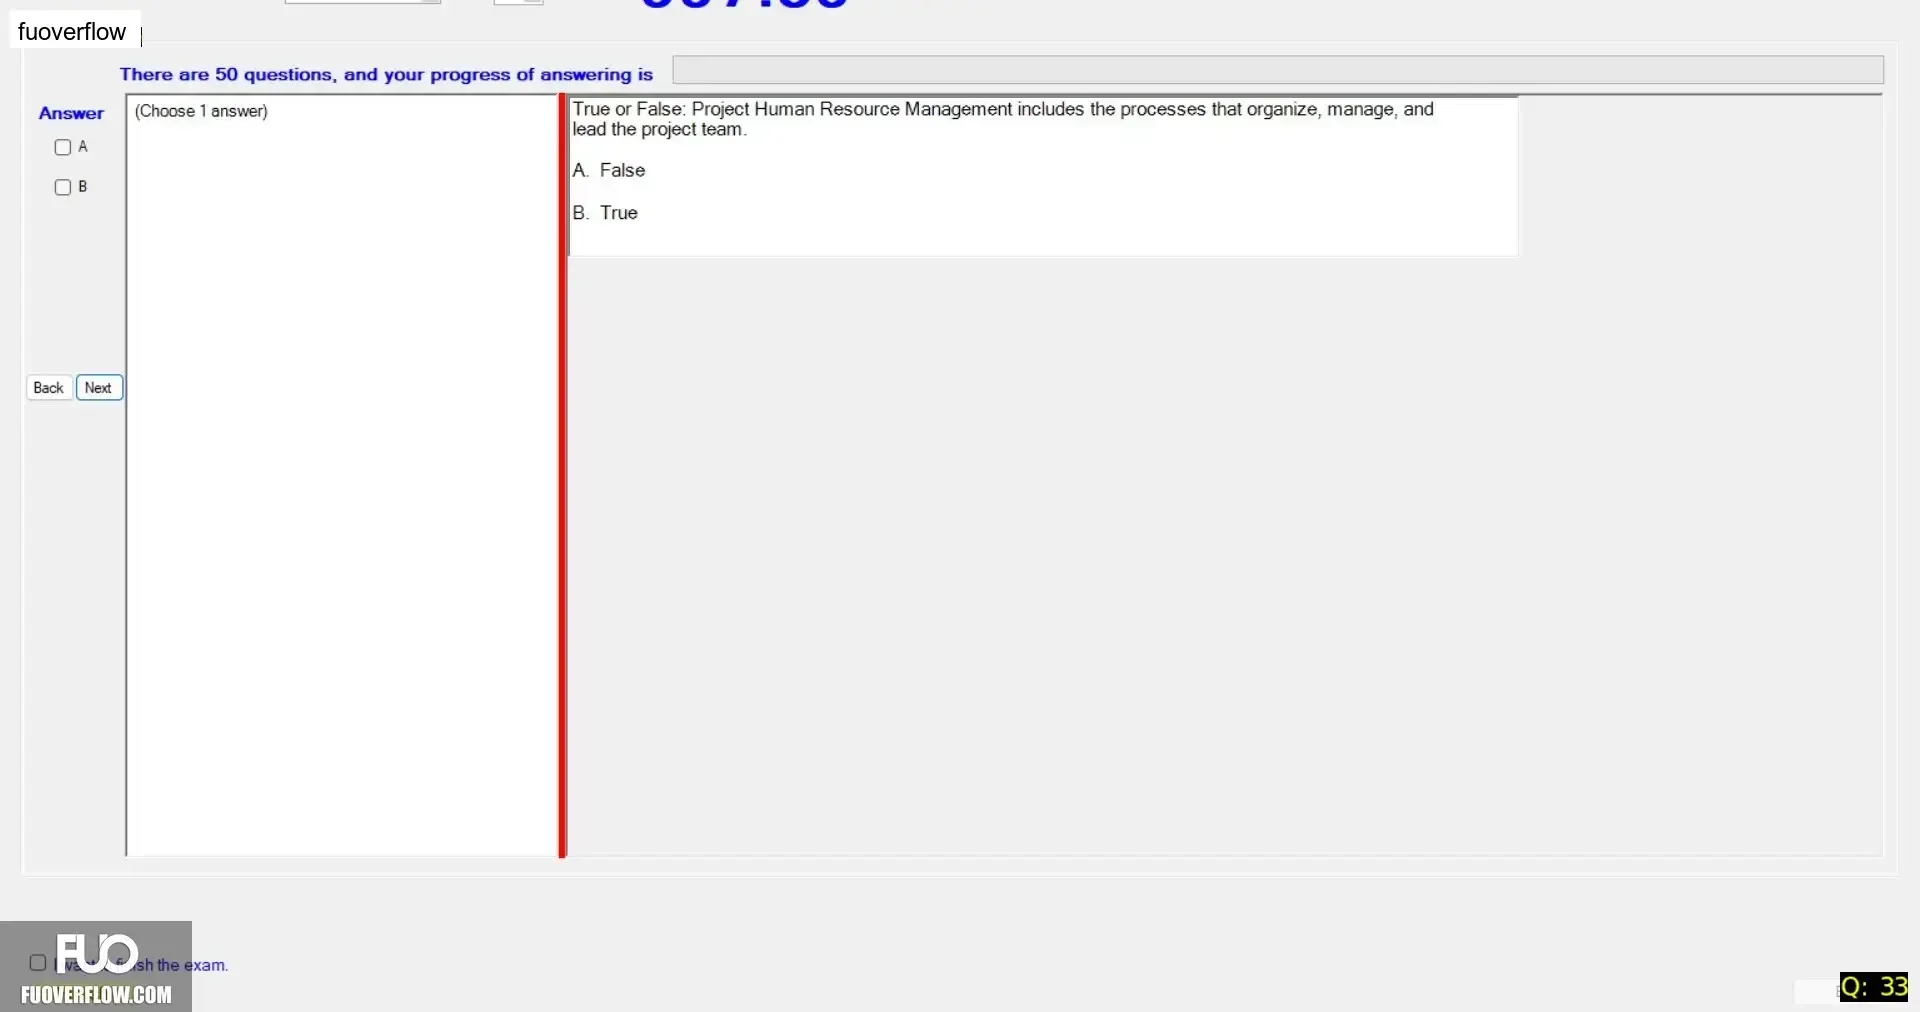 fuoverflow
There are 50 questions, and your progress of answering is
Answer
(Choose 1 answer)
A
B
True or False: Project Human Resource Management includes the processes that organize, manage, and
lead the project team.
A. False
B. True
Back
Next
FUO
the exam.
FUOVERFLOW.COM
Q: 33